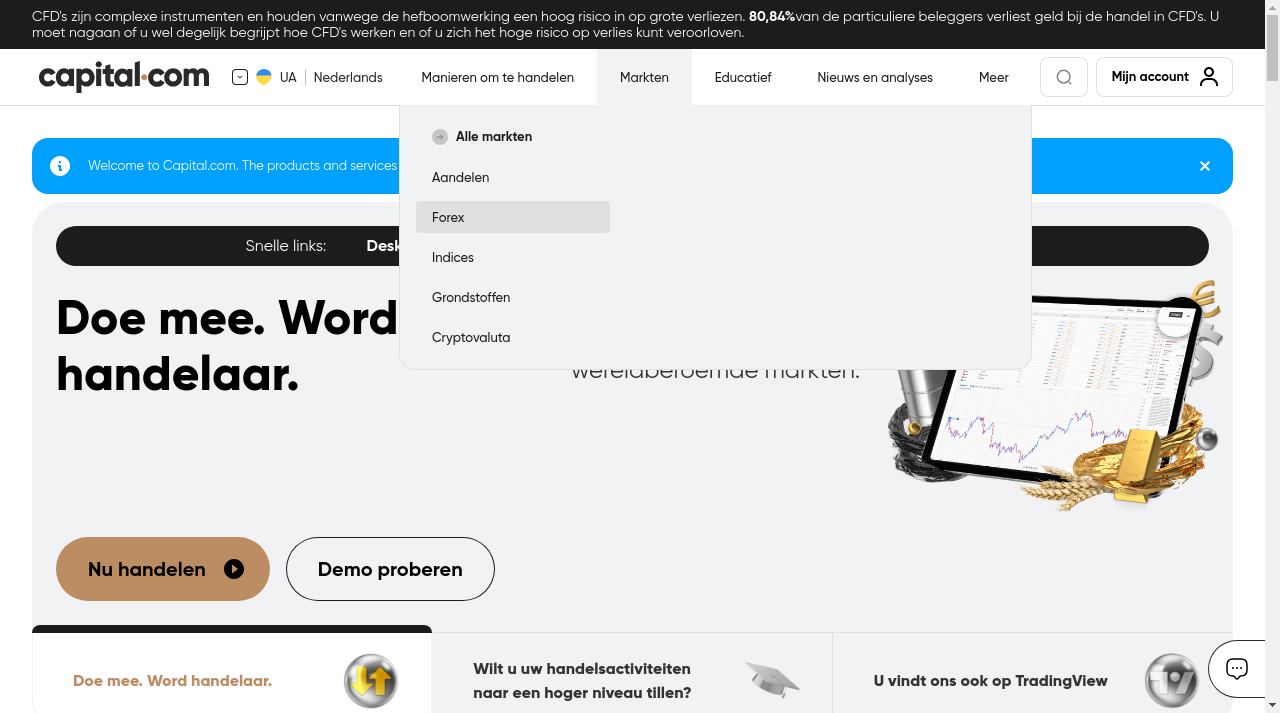 CFD's zijn complexe instrumenten en houden vanwege de hefboomwerking een hoog risico in op grote verliezen. 80,84%van de particuliere beleggers verliest geld bij de handel in CFD's. U
moet nagaan of u wel degelijk begrijpt hoe CFD's werken en of u zich het hoge risico op verlies kunt veroorloven.
capital.com
UA
Nederlands
Manieren om te handelen
Markten
Educatief
Nieuws en analyses
Meer
Mijn account
Alle markten
Aandelen
Forex
Indices
Grondstoffen
Cryptovaluta
Welcome to Capital.com. The products and services
Snelle links:
Desk
Doe mee. Word
handelaar.
wereldberoemde markten.
Nu handelen
Demo proberen
Doe mee. Word handelaar.
Wilt u uw handelsactiviteiten
naar een hoger niveau tillen?
U vindt ons ook op TradingView